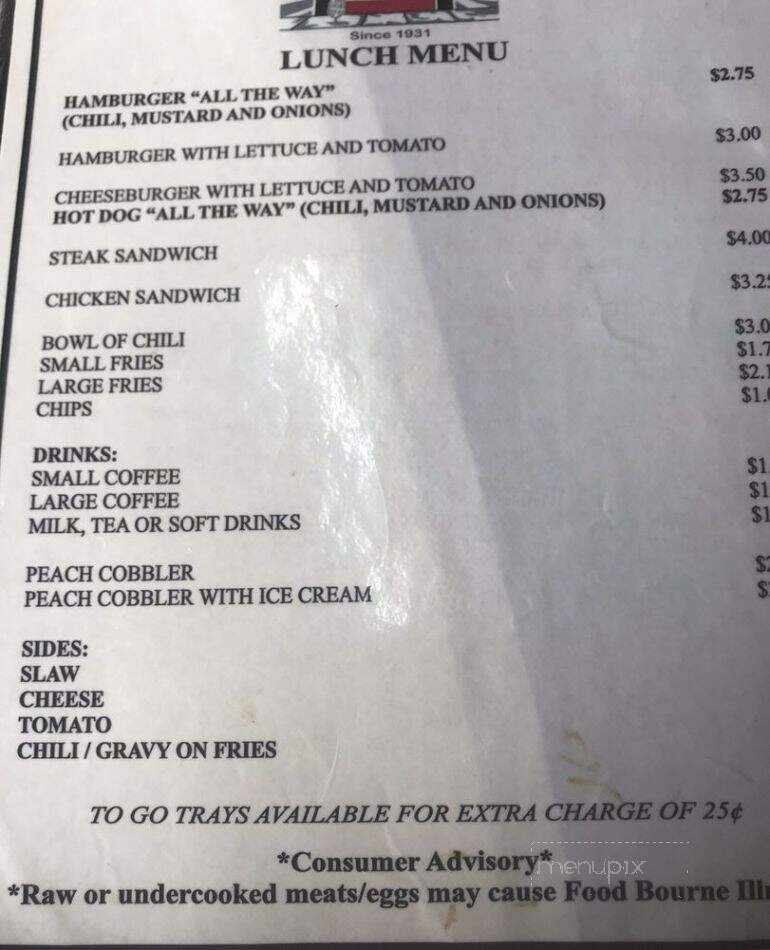 Since 1931
LUNCH MENU
HAMBURGER “ALL THE WAY” $2.75
(CHILI, MUSTARD AND ONIONS)
HAMBURGER WITH LETTUCE AND TOMATO $3.00
CHEESEBURGER WITH LETTUCE AND TOMATO $3.50
HOT DOG “ALL THE WAY” (CHILI, MUSTARD AND ONIONS) $2.75
STEAK SANDWICH $4.00
CHICKEN SANDWICH
BOWL OF CHILI
SMALL FRIES
LARGE FRIES
CHIPS
DRINKS:
SMALL COFFEE
LARGE COFFEE
MILK, TEA OR SOFT DRINKS
PEACH COBBLER
PEACH COBBLER WITH ICE CREAM
SIDES:
SLAW
CHEESE
TOMATO
CHILI / GRAVY ON FRIES
TO GO TRAYS AVAILABLE FOR EXTRA CHARGE OF 25¢
*Consumer Advisory*
menupix
*Raw or undercooked meats/eggs may cause Food Bourne